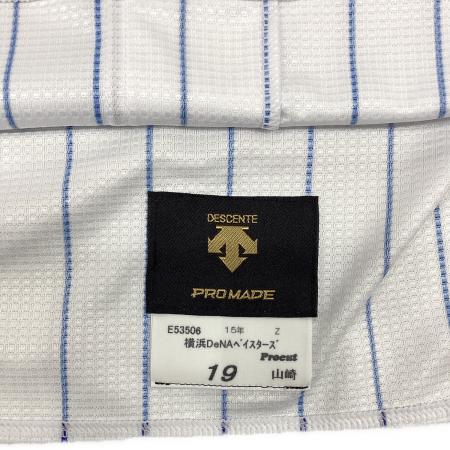 DESCENTE
PROMADE
E53506 15年 Z
横浜DeNAベイスターズ
Procut
19 山崎